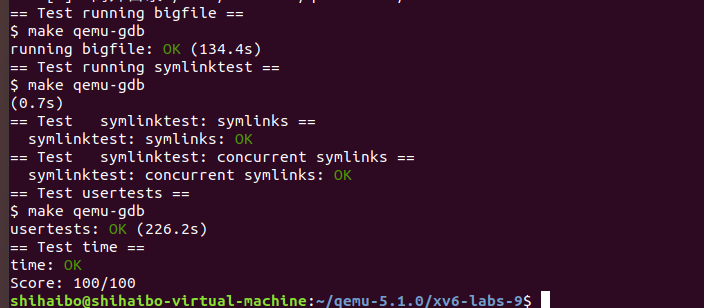 == Test running bigfile ==
$ make qemu-gdb
running bigfile: OK (134.4s)
== Test running symlinktest ==
$ make qemu-gdb
(0.7s)
== Test   symlinktest: symlinks ==
  symlinktest: symlinks: OK
== Test   symlinktest: concurrent symlinks ==
  symlinktest: concurrent symlinks: OK
== Test usertests ==
$ make qemu-gdb
usertests: OK (226.2s)
== Test time ==
time: OK
Score: 100/100
shihaibo@shihaibo-virtual-machine:~/qemu-5.1.0/xv6-labs-9$